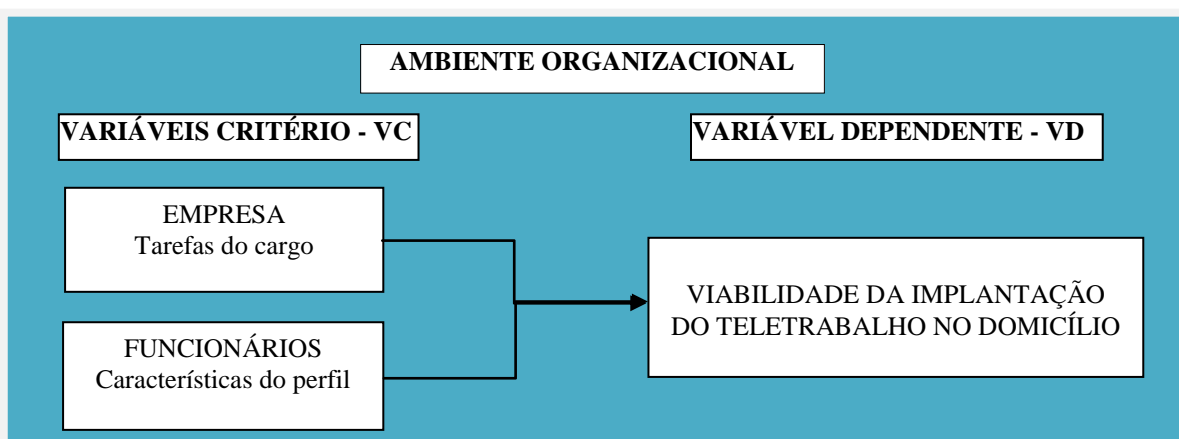 AMBIENTE ORGANIZACIONAL
VARIÁVEIS CRITÉRIO - VC
VARIÁVEL DEPENDENTE - VD
EMPRESA
Tarefas do cargo
FUNCIONÁRIOS
Características do perfil
VIABILIDADE DA IMPLANTAÇÃO
DO TELETRABALHO NO DOMICÍLIO